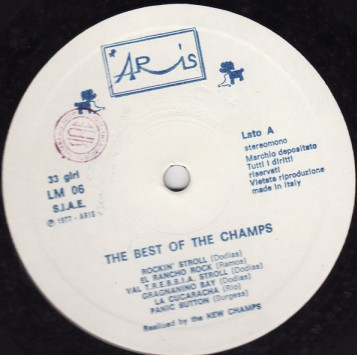 ARIS
33 giri
LM 06
S.I.A.E.
℗ 1977 - ARIS
Lato A
stereomono
Marchio depositato
Tutti i diritti
riservati
Vietata riproduzione
made in Italy
THE BEST OF THE CHAMPS
ROCKIN' STROLL (Dodias)
EL RANCHO ROCK (Ramos)
VAL T.R.E.B.B.I.A. STROLL (Dodias)
GRAGNANINO BAY (Dodias)
LA CUCARACHA (Rio)
PANIC BUTTON (Burgess)
Realized by the NEW CHAMPS